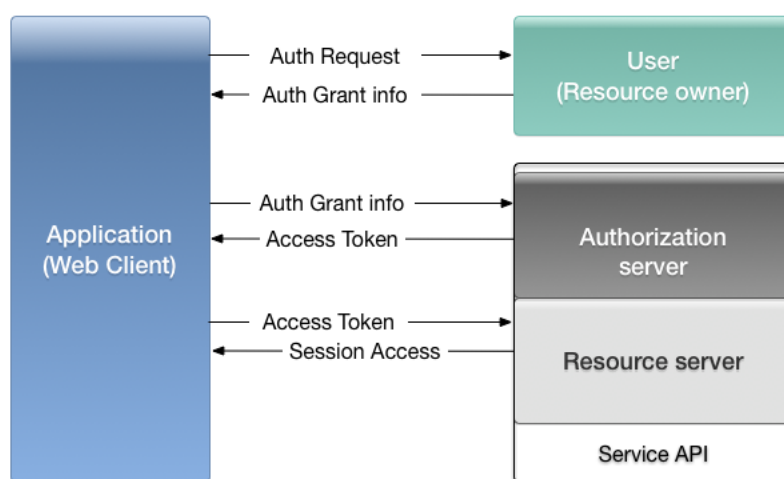 Auth Request
Auth Grant info
User
(Resource owner)
Application
(Web Client)
Auth Grant info
Access Token
Authorization
server
Access Token
Session Access
Resource server
Service API